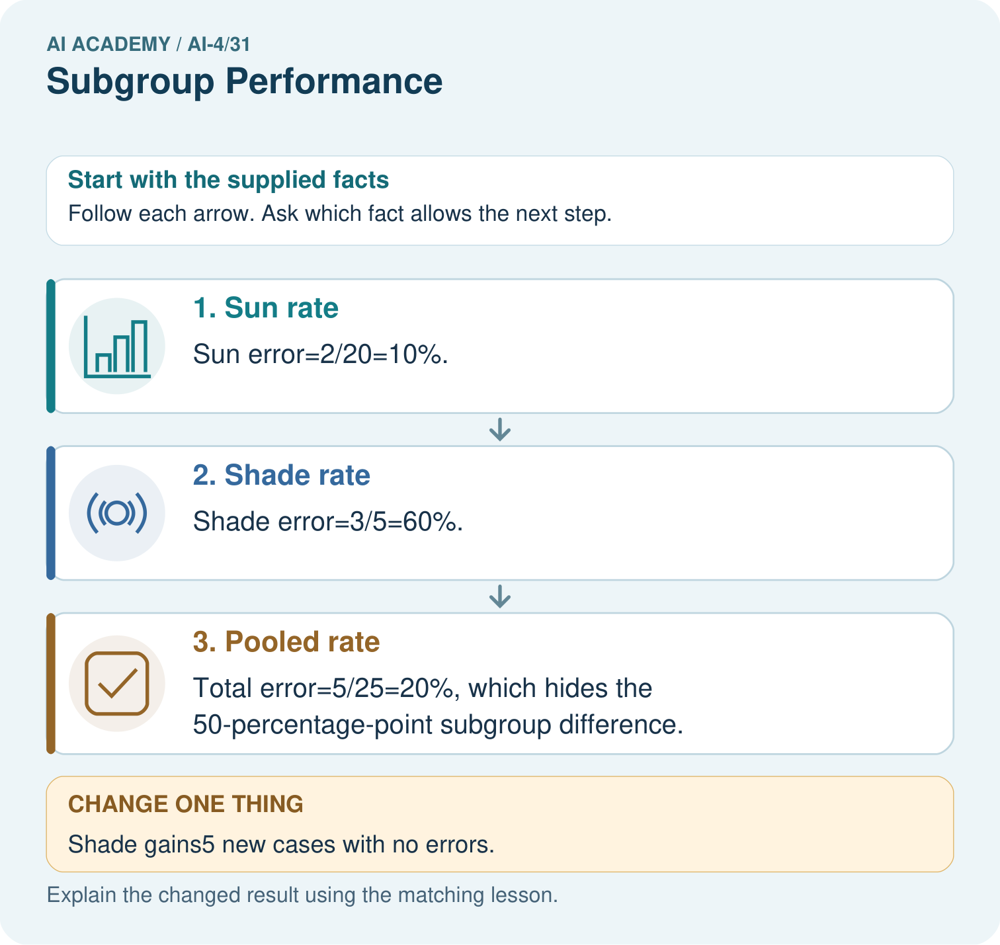 AI ACADEMY / AI-4/31
Subgroup Performance
Start with the supplied facts
Follow each arrow. Ask which fact allows the next step.
1. Sun rate
Sun error=2/20=10%.
2. Shade rate
Shade error=3/5=60%.
3. Pooled rate
Total error=5/25=20%, which hides the
50-percentage-point subgroup difference.
CHANGE ONE THING
Shade gains5 new cases with no errors.
Explain the changed result using the matching lesson.